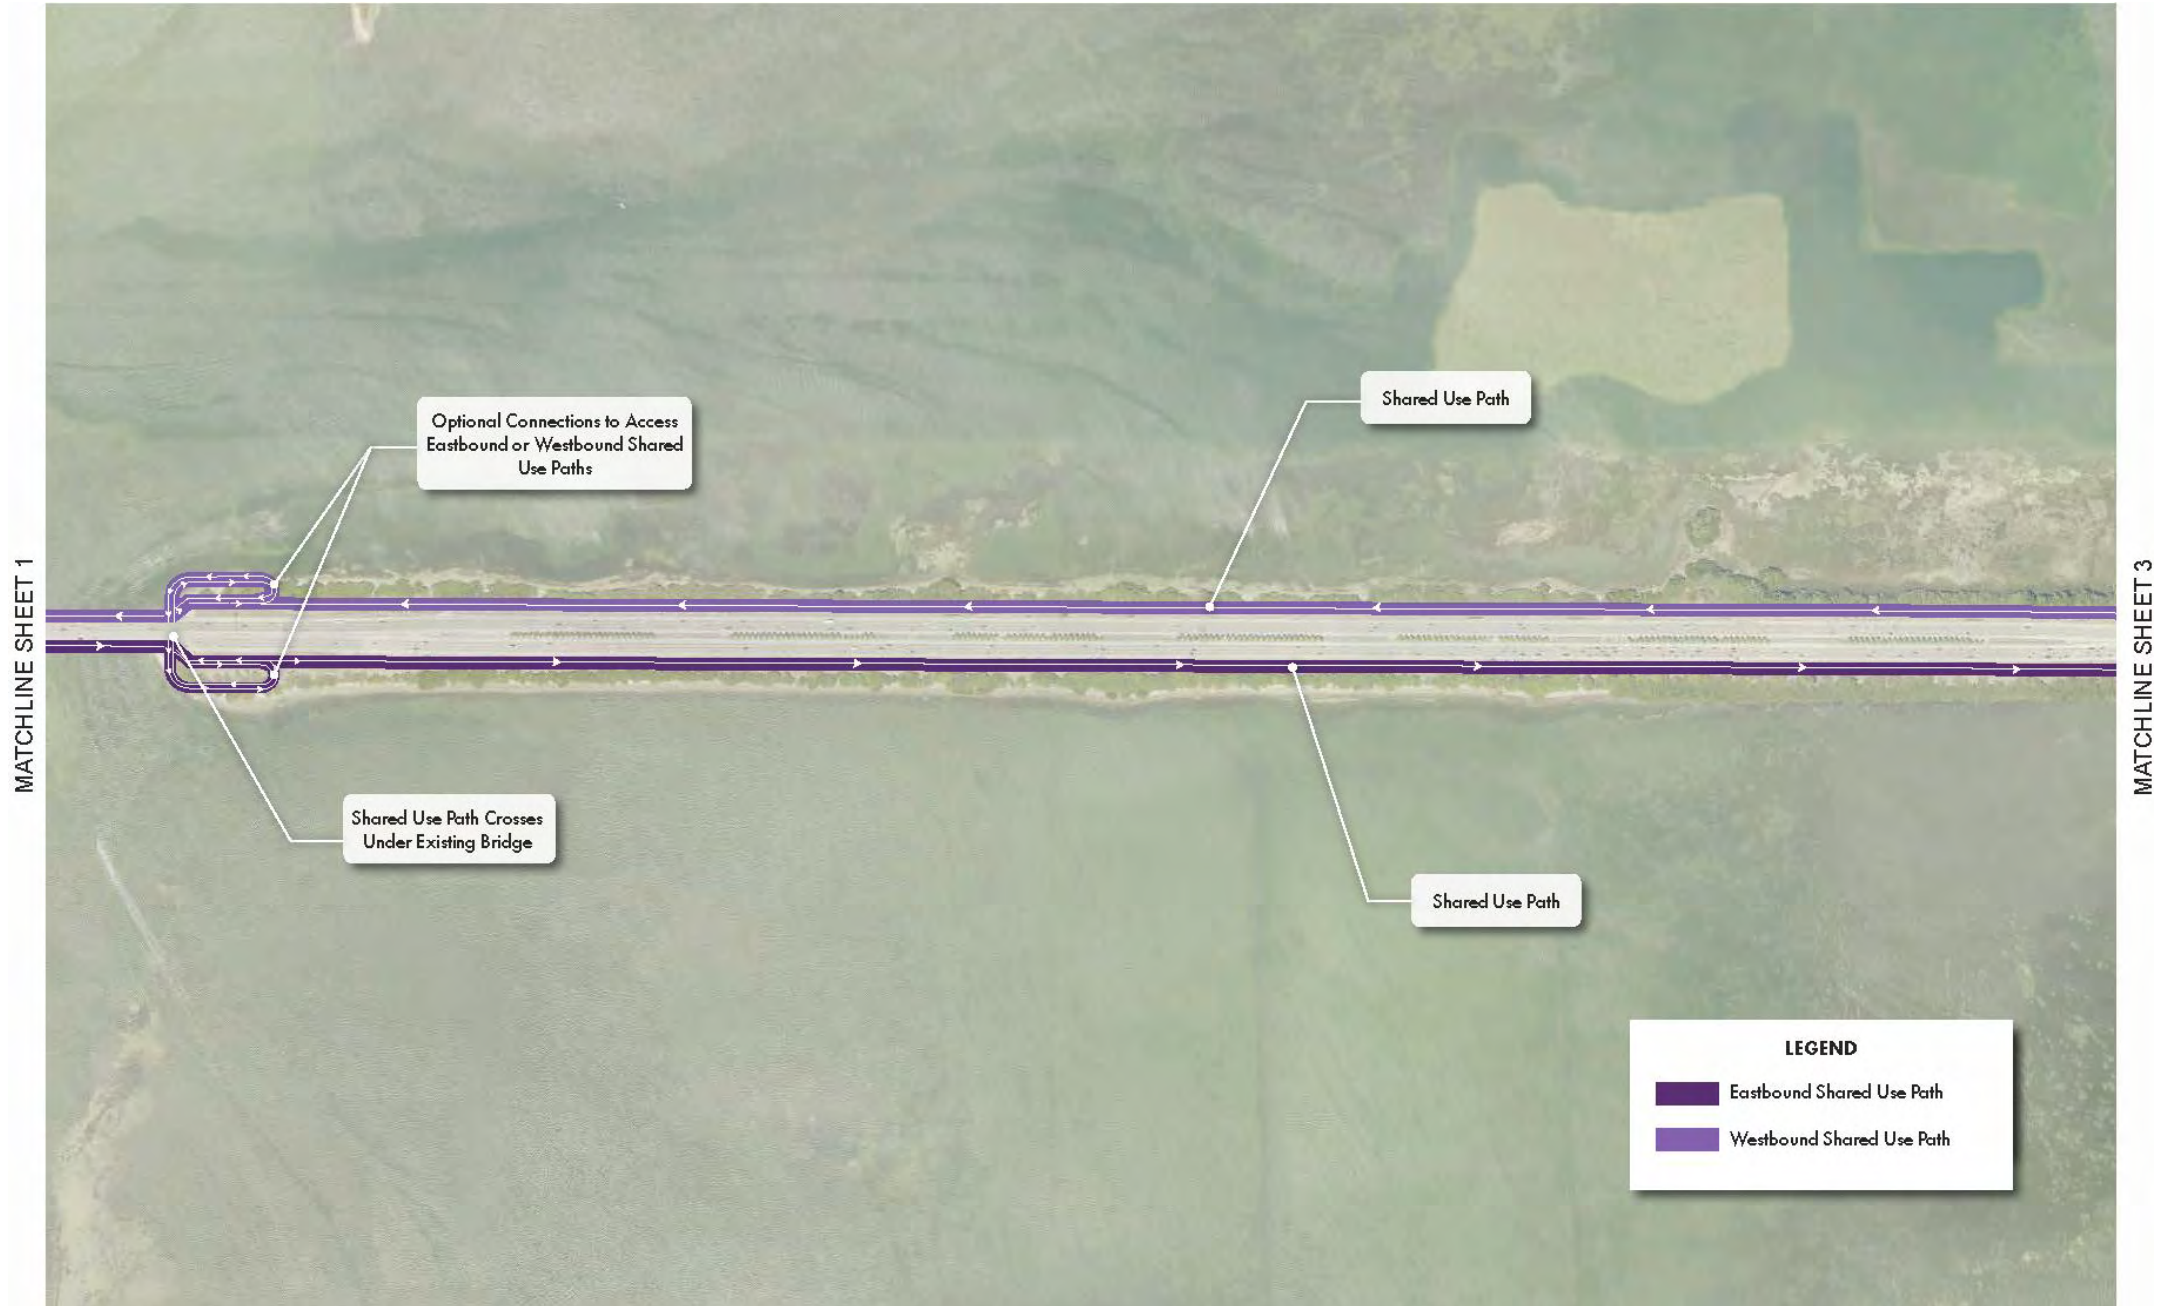 Shared Use Path
Optional Connections to Access
Eastbound or Westbound Shared
Use Paths
MATCHLINE SHEET 1
MATCHLINE SHEET 3
Shared Use Path Crosses
Under Existing Bridge
Shared Use Path
LEGEND
Eastbound Shared Use Path
Westbound Shared Use Path